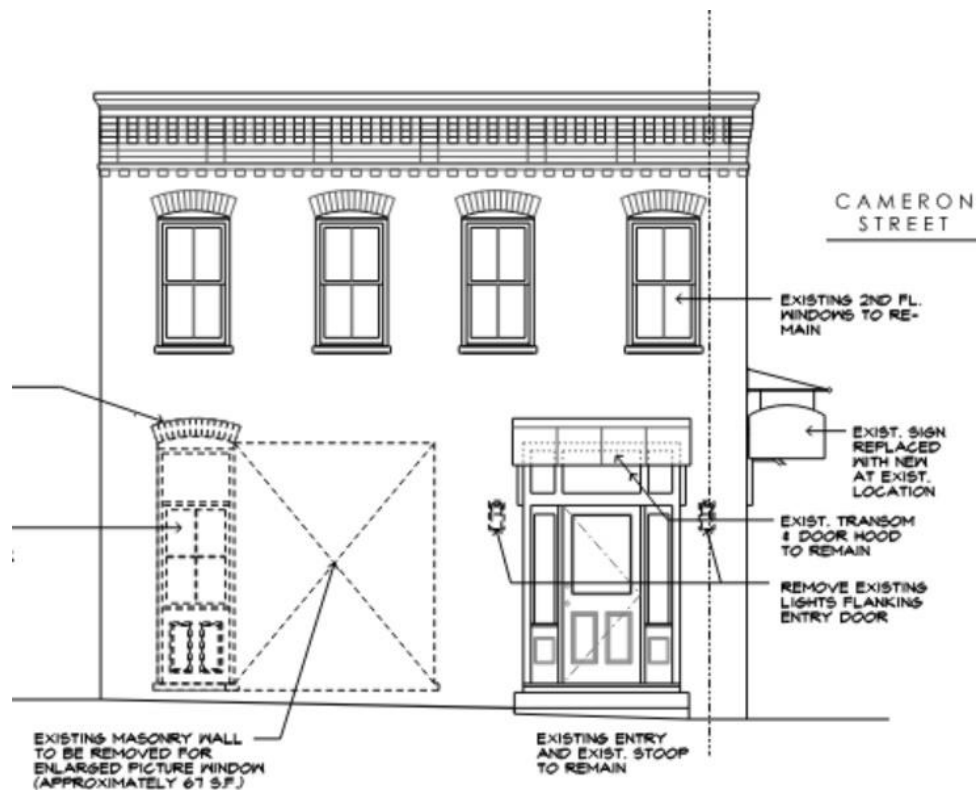 CAMERON
STREET
EXISTING 2ND FL.
WINDOWS TO RE-
MAIN
EXIST. SIGN
REPLACED
WITH NEW
AT EXIST.
LOCATION
EXIST. TRANSOM
& DOOR HOOD
TO REMAIN
REMOVE EXISTING
LIGHTS FLANKING
ENTRY DOOR
EXISTING MASONRY WALL
TO BE REMOVED FOR
ENLARGED PICTURE WINDOW
(APPROXIMATELY 67 S.F.)
EXISTING ENTRY
AND EXIST. STOOP
TO REMAIN